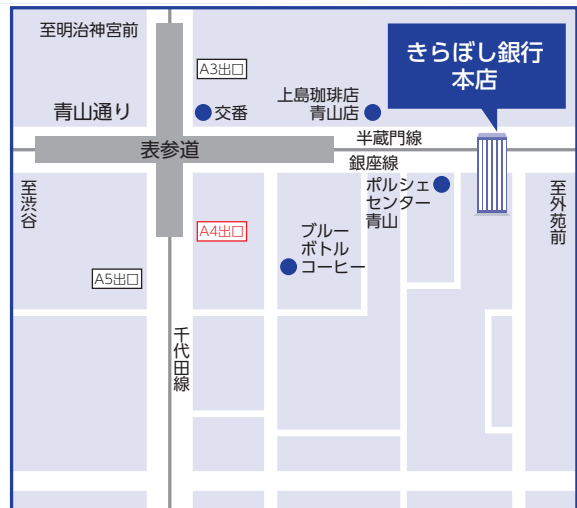 至明治神宮前
A3出口
きらぼし銀行
本店
上島珈琲店
青山店
青山通り
交番
半蔵門線
表参道
銀座線
至渋谷
ポルシェ
センター
青山
至外苑前
A4出口
ブルー
ボトル
コーヒー
A5出口
千代田線